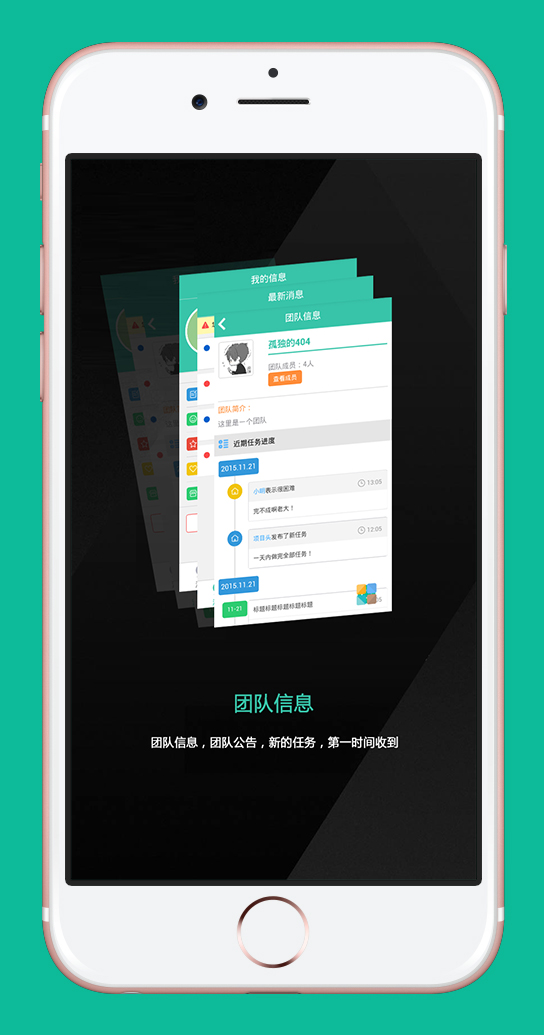 我的信息
最新消息
团队信息
孤独的404
团队成员：4人
查看成员
团队简介：
这里是一个团队
近期任务进度
2015.11.21
小明表示很困难
13:05
完不成啊老大！
项目头发布了新任务
12:05
一天内做完全部任务！
2015.11.21
11-21
标题标题标题标题标题
团队信息
团队信息，团队公告，新的任务，第一时间收到